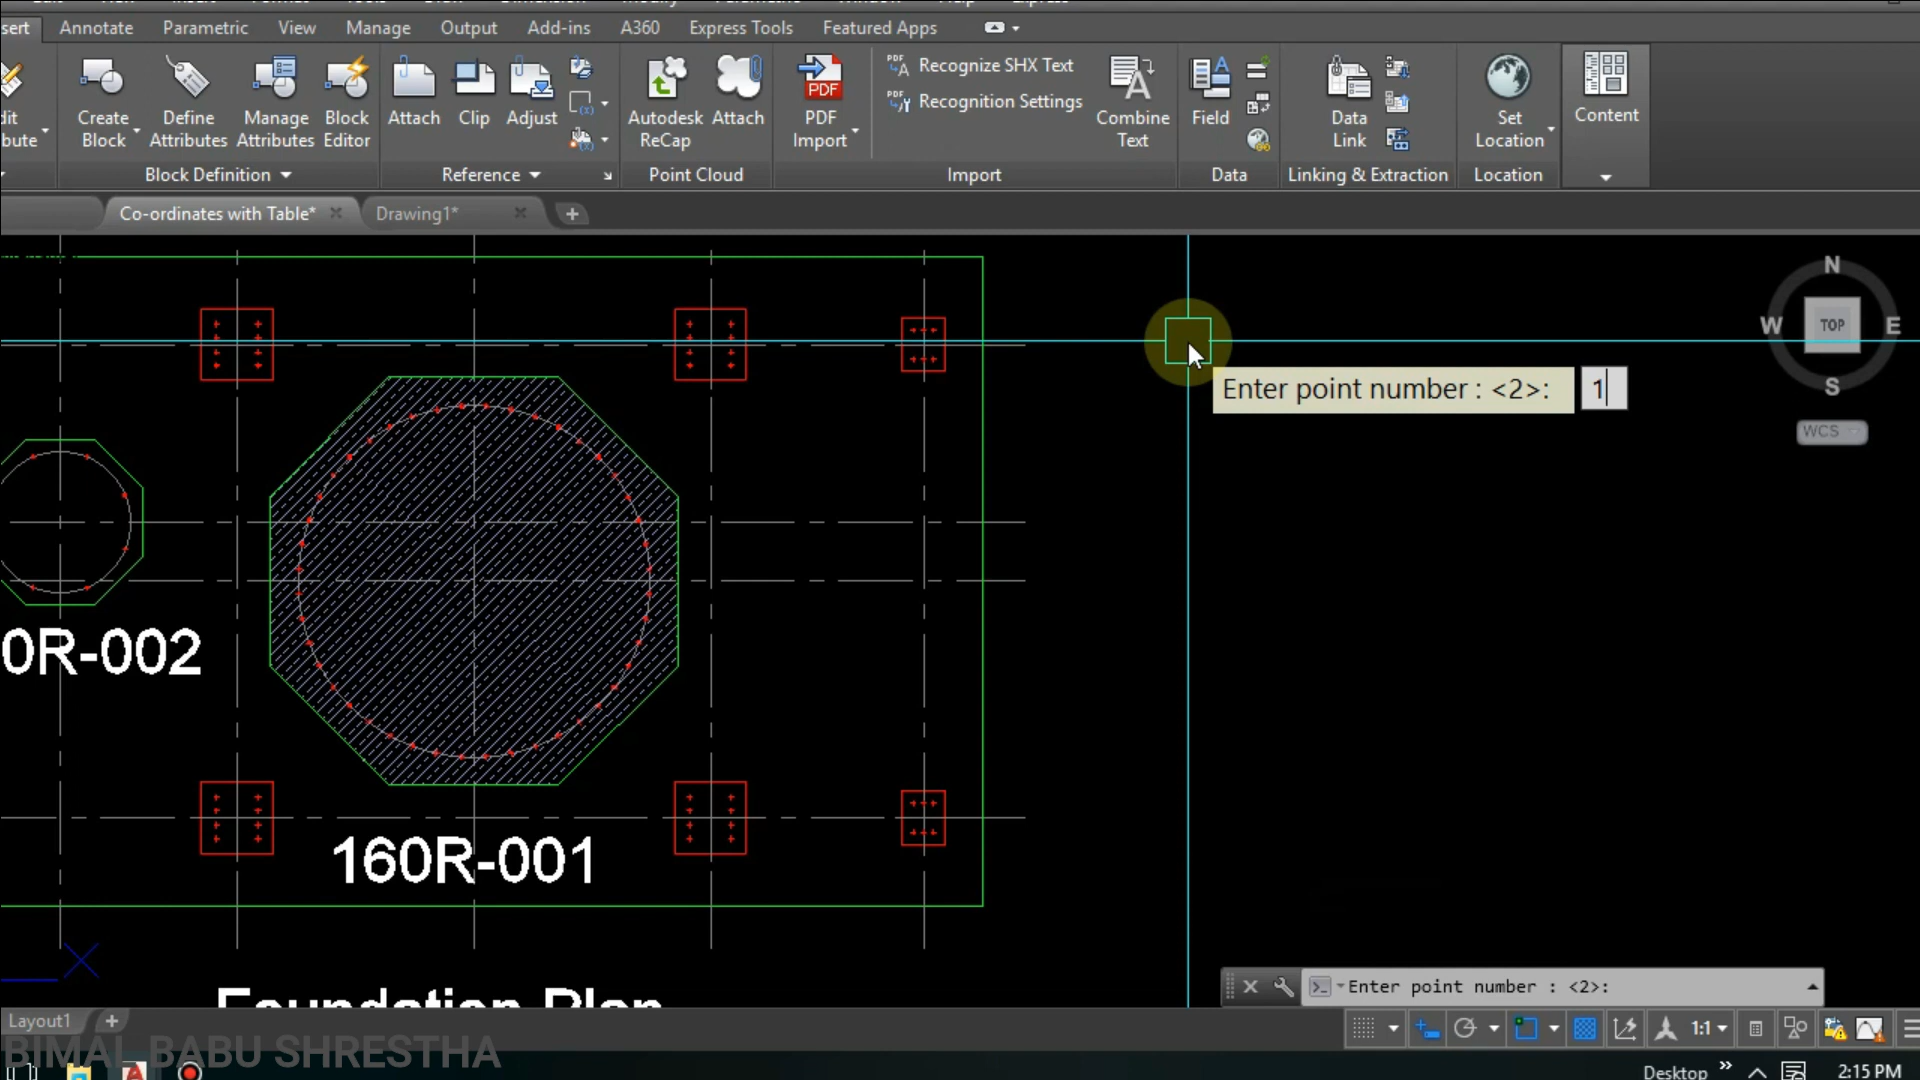 Annotate Parametric View Manage Output Add-ins A360 Express Tools Featured Apps
Create Block
Define Attributes
Manage Attributes
Block Editor
Attach
Clip
Adjust
Autodesk ReCap
Attach
PDF Import
Recognize SHX Text
Recognition Settings
Combine Text
Field
Data Link
Set Location
Content
Block Definition
Reference
Point Cloud
Import
Data
Linking & Extraction
Location
Co-ordinates with Table*
Drawing1*
N
W
TOP
E
S
WCS
Enter point number : <2>: 1
0R-002
160R-001
Foundation Plan
Enter point number : <2>:
Layout1
1:1
BIMAL BABU SHRESTHA
Desktop
2:15 PM